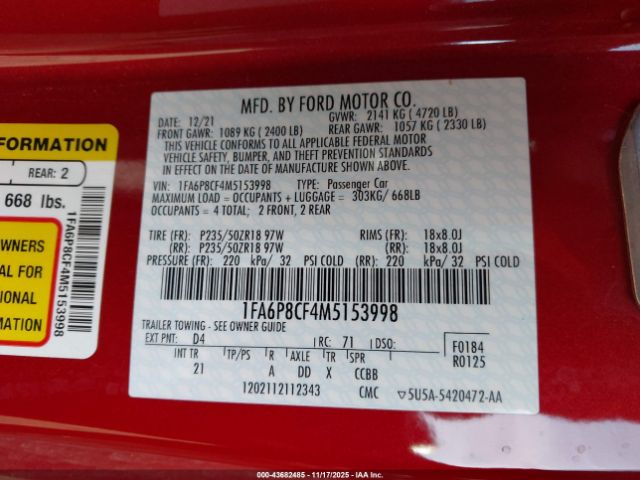 FORMATION
REAR: 2
668 lbs.
WNERS
AL FOR
IONAL
MATION
1FA6P8CF4M5153998
MFD. BY FORD MOTOR CO.
DATE: 12/21 GVWR: 2141 KG ( 4720 LB)
FRONT GAWR: 1089 KG ( 2400 LB) REAR GAWR: 1057 KG ( 2330 LB)
THIS VEHICLE CONFORMS TO ALL APPLICABLE FEDERAL MOTOR
VEHICLE SAFETY, BUMPER, AND THEFT PREVENTION STANDARDS
IN EFFECT ON THE DATE OF MANUFACTURE SHOWN ABOVE.
VIN: 1FA6P8CF4M5153998 TYPE: Passenger Car
MAXIMUM LOAD = OCCUPANTS + LUGGAGE = 303KG/ 668LB
OCCUPANTS = 4 TOTAL; 2 FRONT, 2 REAR
TIRE (FR): P235/50ZR18 97W RIMS (FR): 18x8.0J
(RR): P235/50ZR18 97W (RR): 18x8.0J
PRESSURE (FR): 220 kPa/ 32 PSI COLD (RR): 220 kPa/ 32 PSI COLD
1FA6P8CF4M5153998
TRAILER TOWING - SEE OWNER GUIDE
EXT PNT: D4 RC: 71 DSO: F0184
INT TR TP/PS R AXLE TR SPR R0125
21 A DD X CCBB
1202112112343 CMC 5U5A-5420472-AA
000-43682485 - 11/17/2025 - IAA Inc.